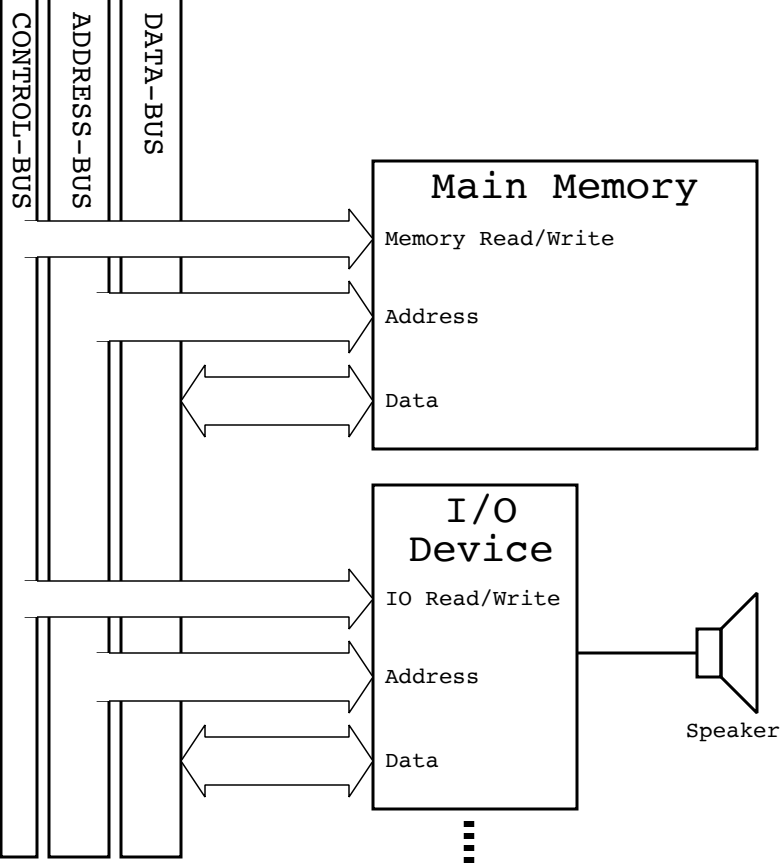 CONTROL-BUS
ADDRESS-BUS
DATA-BUS
Main Memory
Memory Read/Write
Address
Data
I/O
Device
IO Read/Write
Address
Data
Speaker